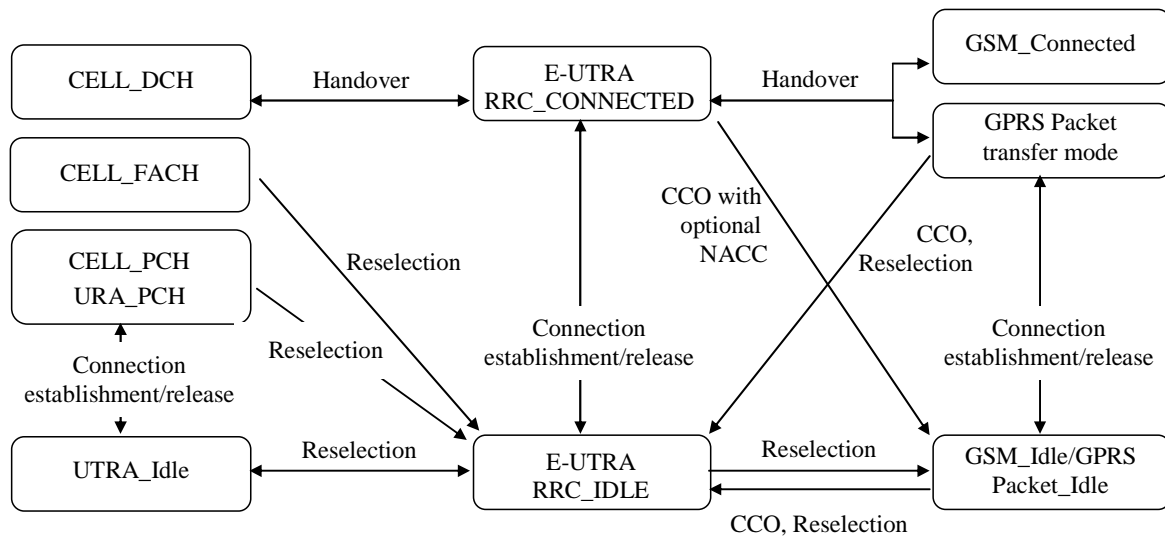 GSM_Connected
CELL_DCH
Handover
E-UTRA
RRC_CONNECTED
Handover
GPRS Packet
transfer mode
CELL_FACH
CCO with
optional
NACC
CCO,
Reselection
CELL_PCH
URA_PCH
Reselection
Reselection
Connection
establishment/release
Connection
establishment/release
Connection
establishment/release
UTRA_Idle
Reselection
E-UTRA
RRC_IDLE
Reselection
GSM_Idle/GPRS
Packet_Idle
CCO, Reselection